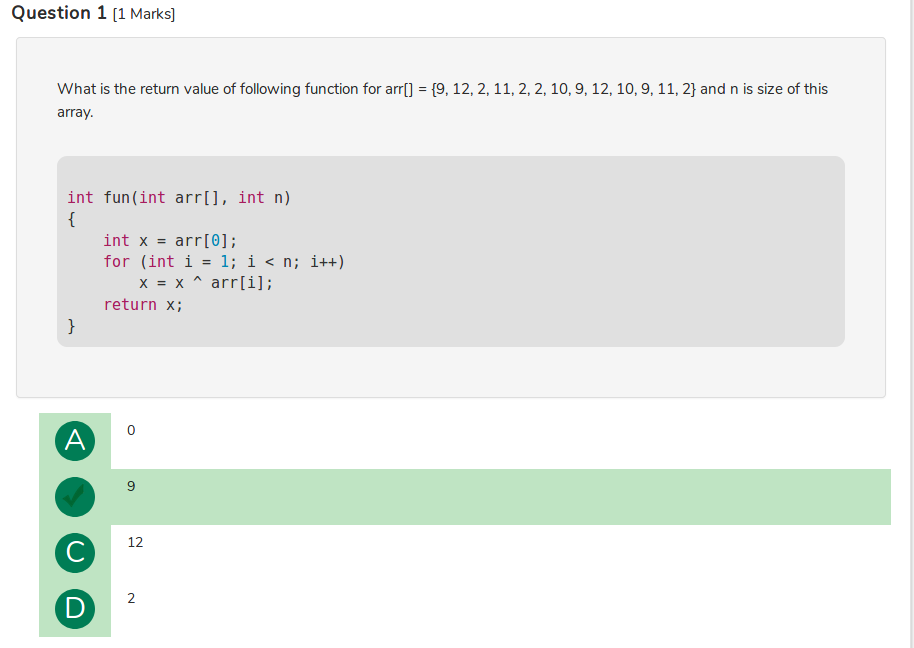 Question 1 [1 Marks]
What is the return value of following function for arr[] = {9, 12, 2, 11, 2, 2, 10, 9, 12, 10, 9, 11, 2} and n is size of this
array.
int fun(int arr[], int n)
{
    int x = arr[0];
    for (int i = 1; i < n; i++)
        x = x ^ arr[i];
    return x;
}
A 0
9
C 12
D 2